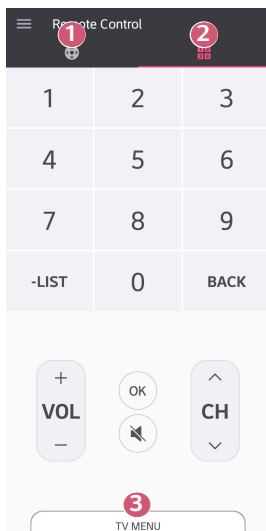 Remote Control
1 2
1 2 3
4 5 6
7 8 9
-LIST 0 BACK
+ OK
VOL CH
−
3
TV MENU